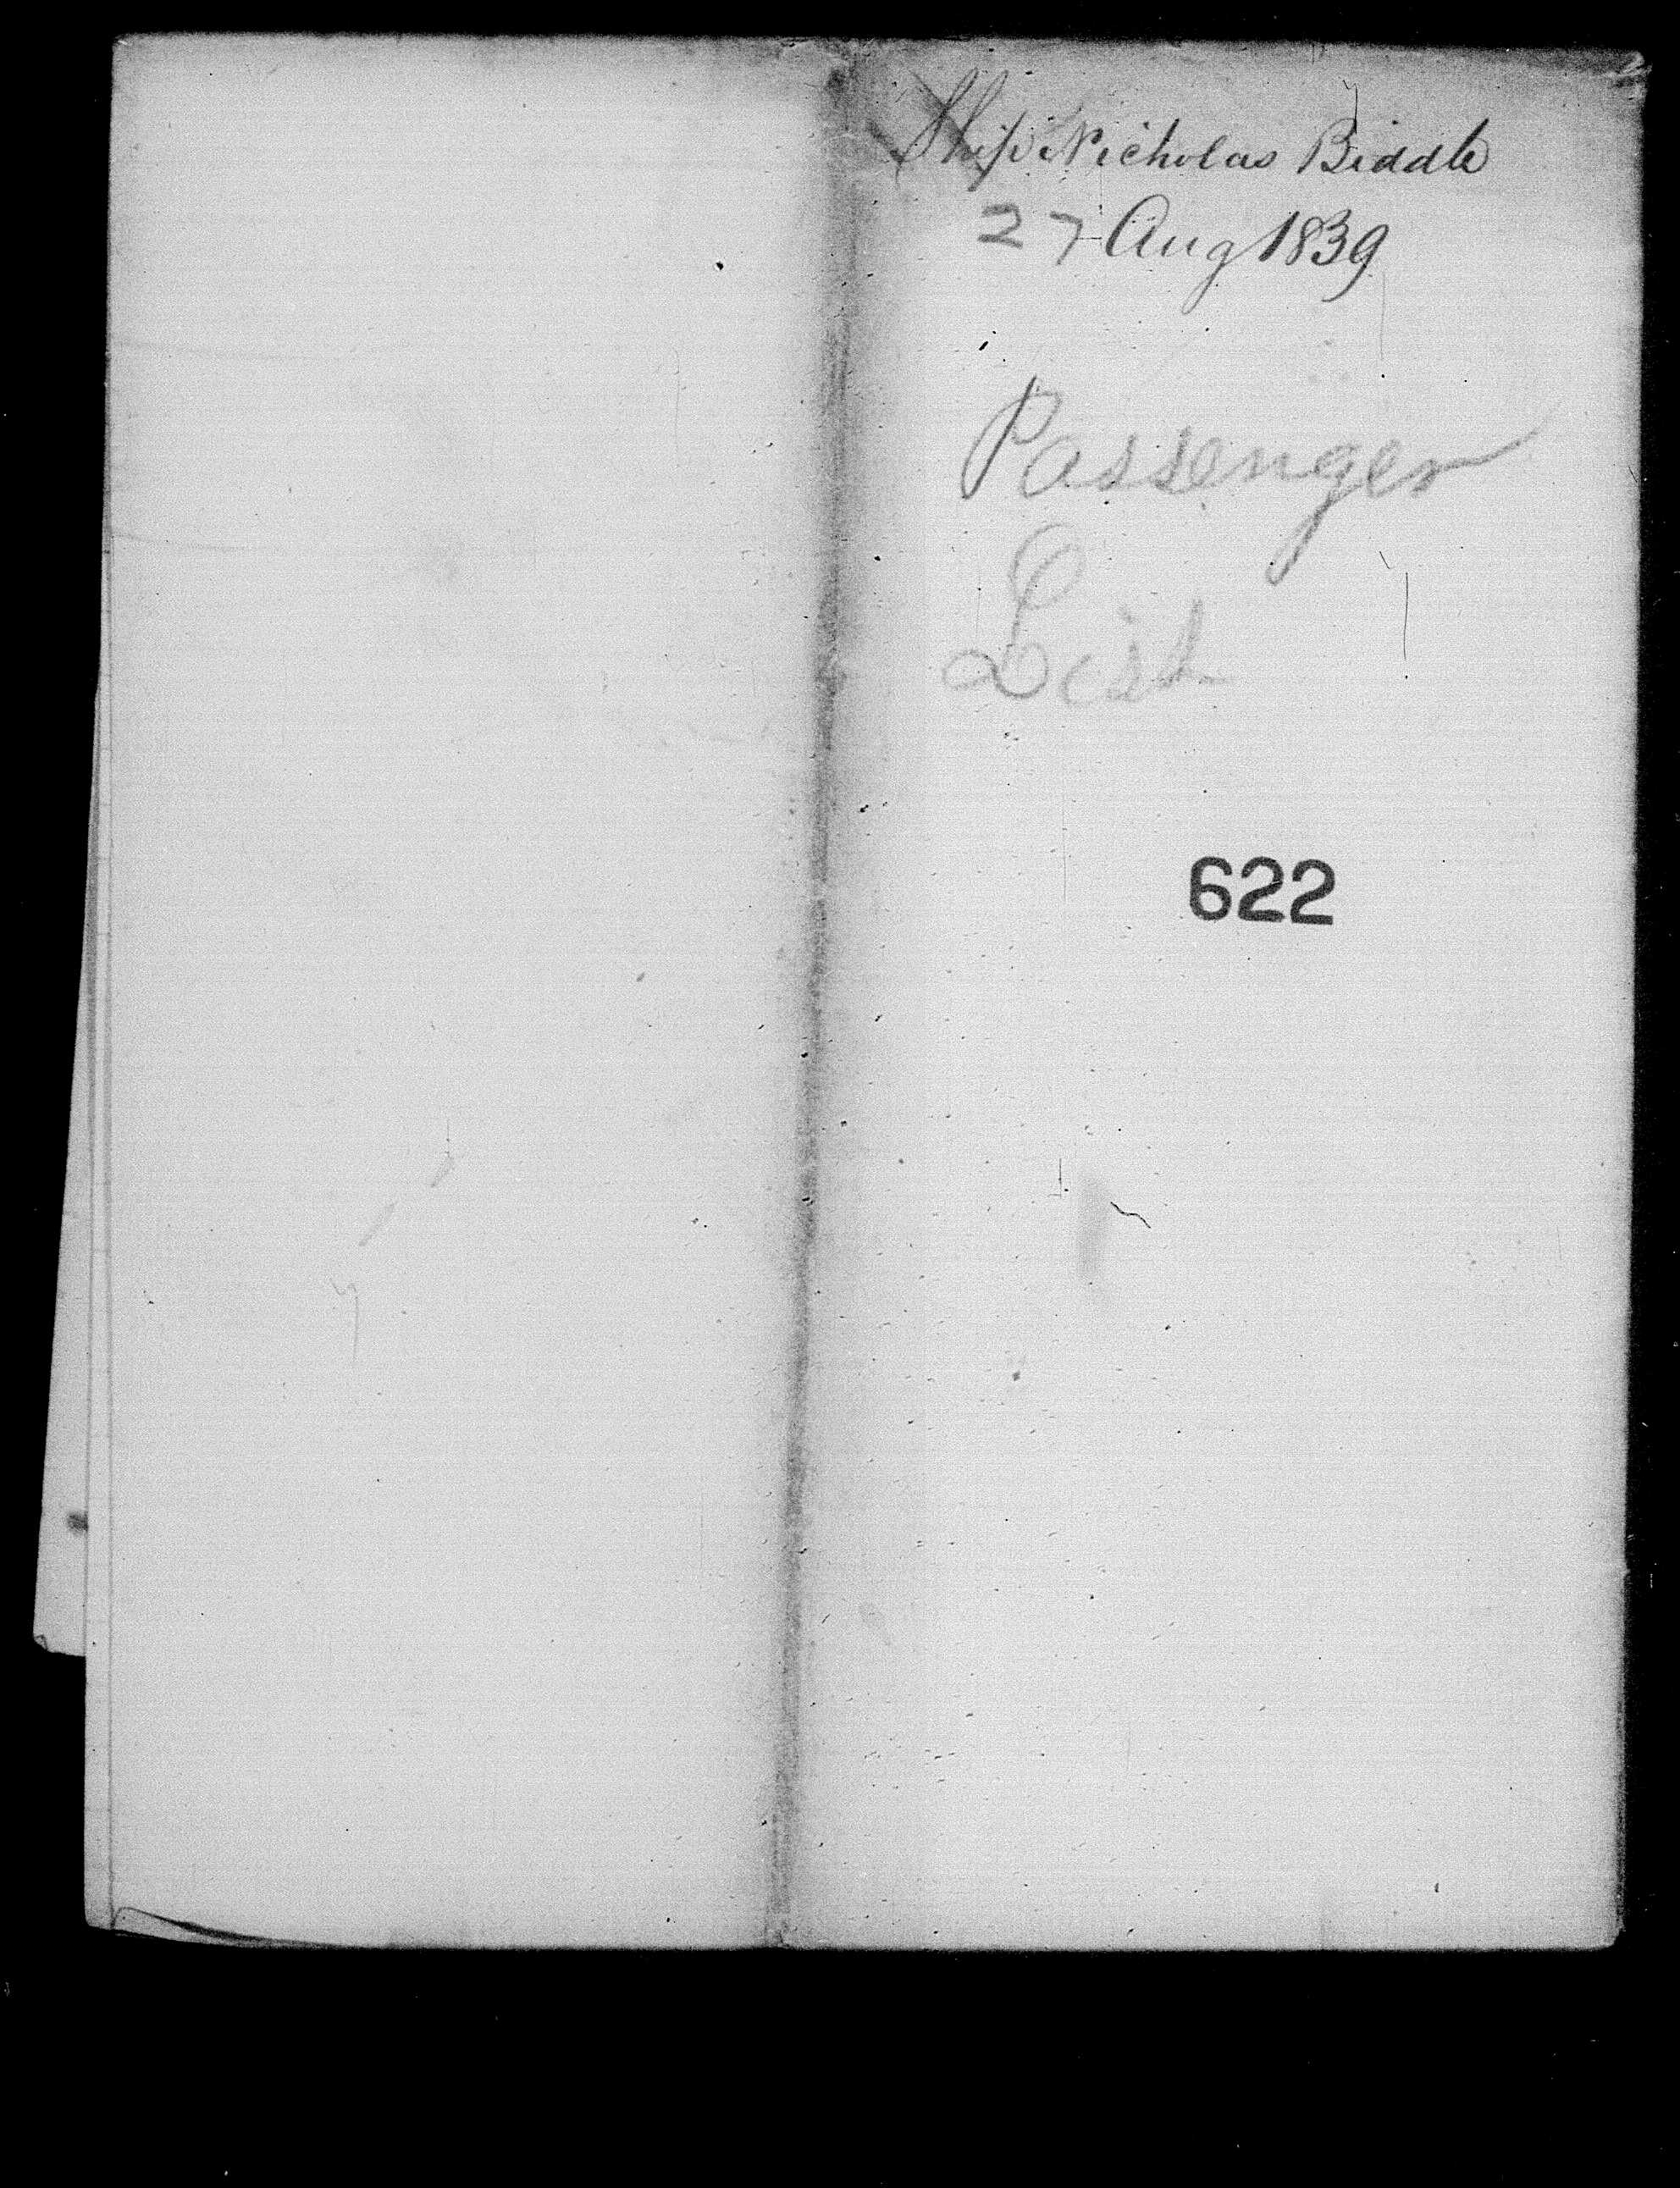 Ship Nicholas Biddle
27 Aug 1839
Passenger
List
622